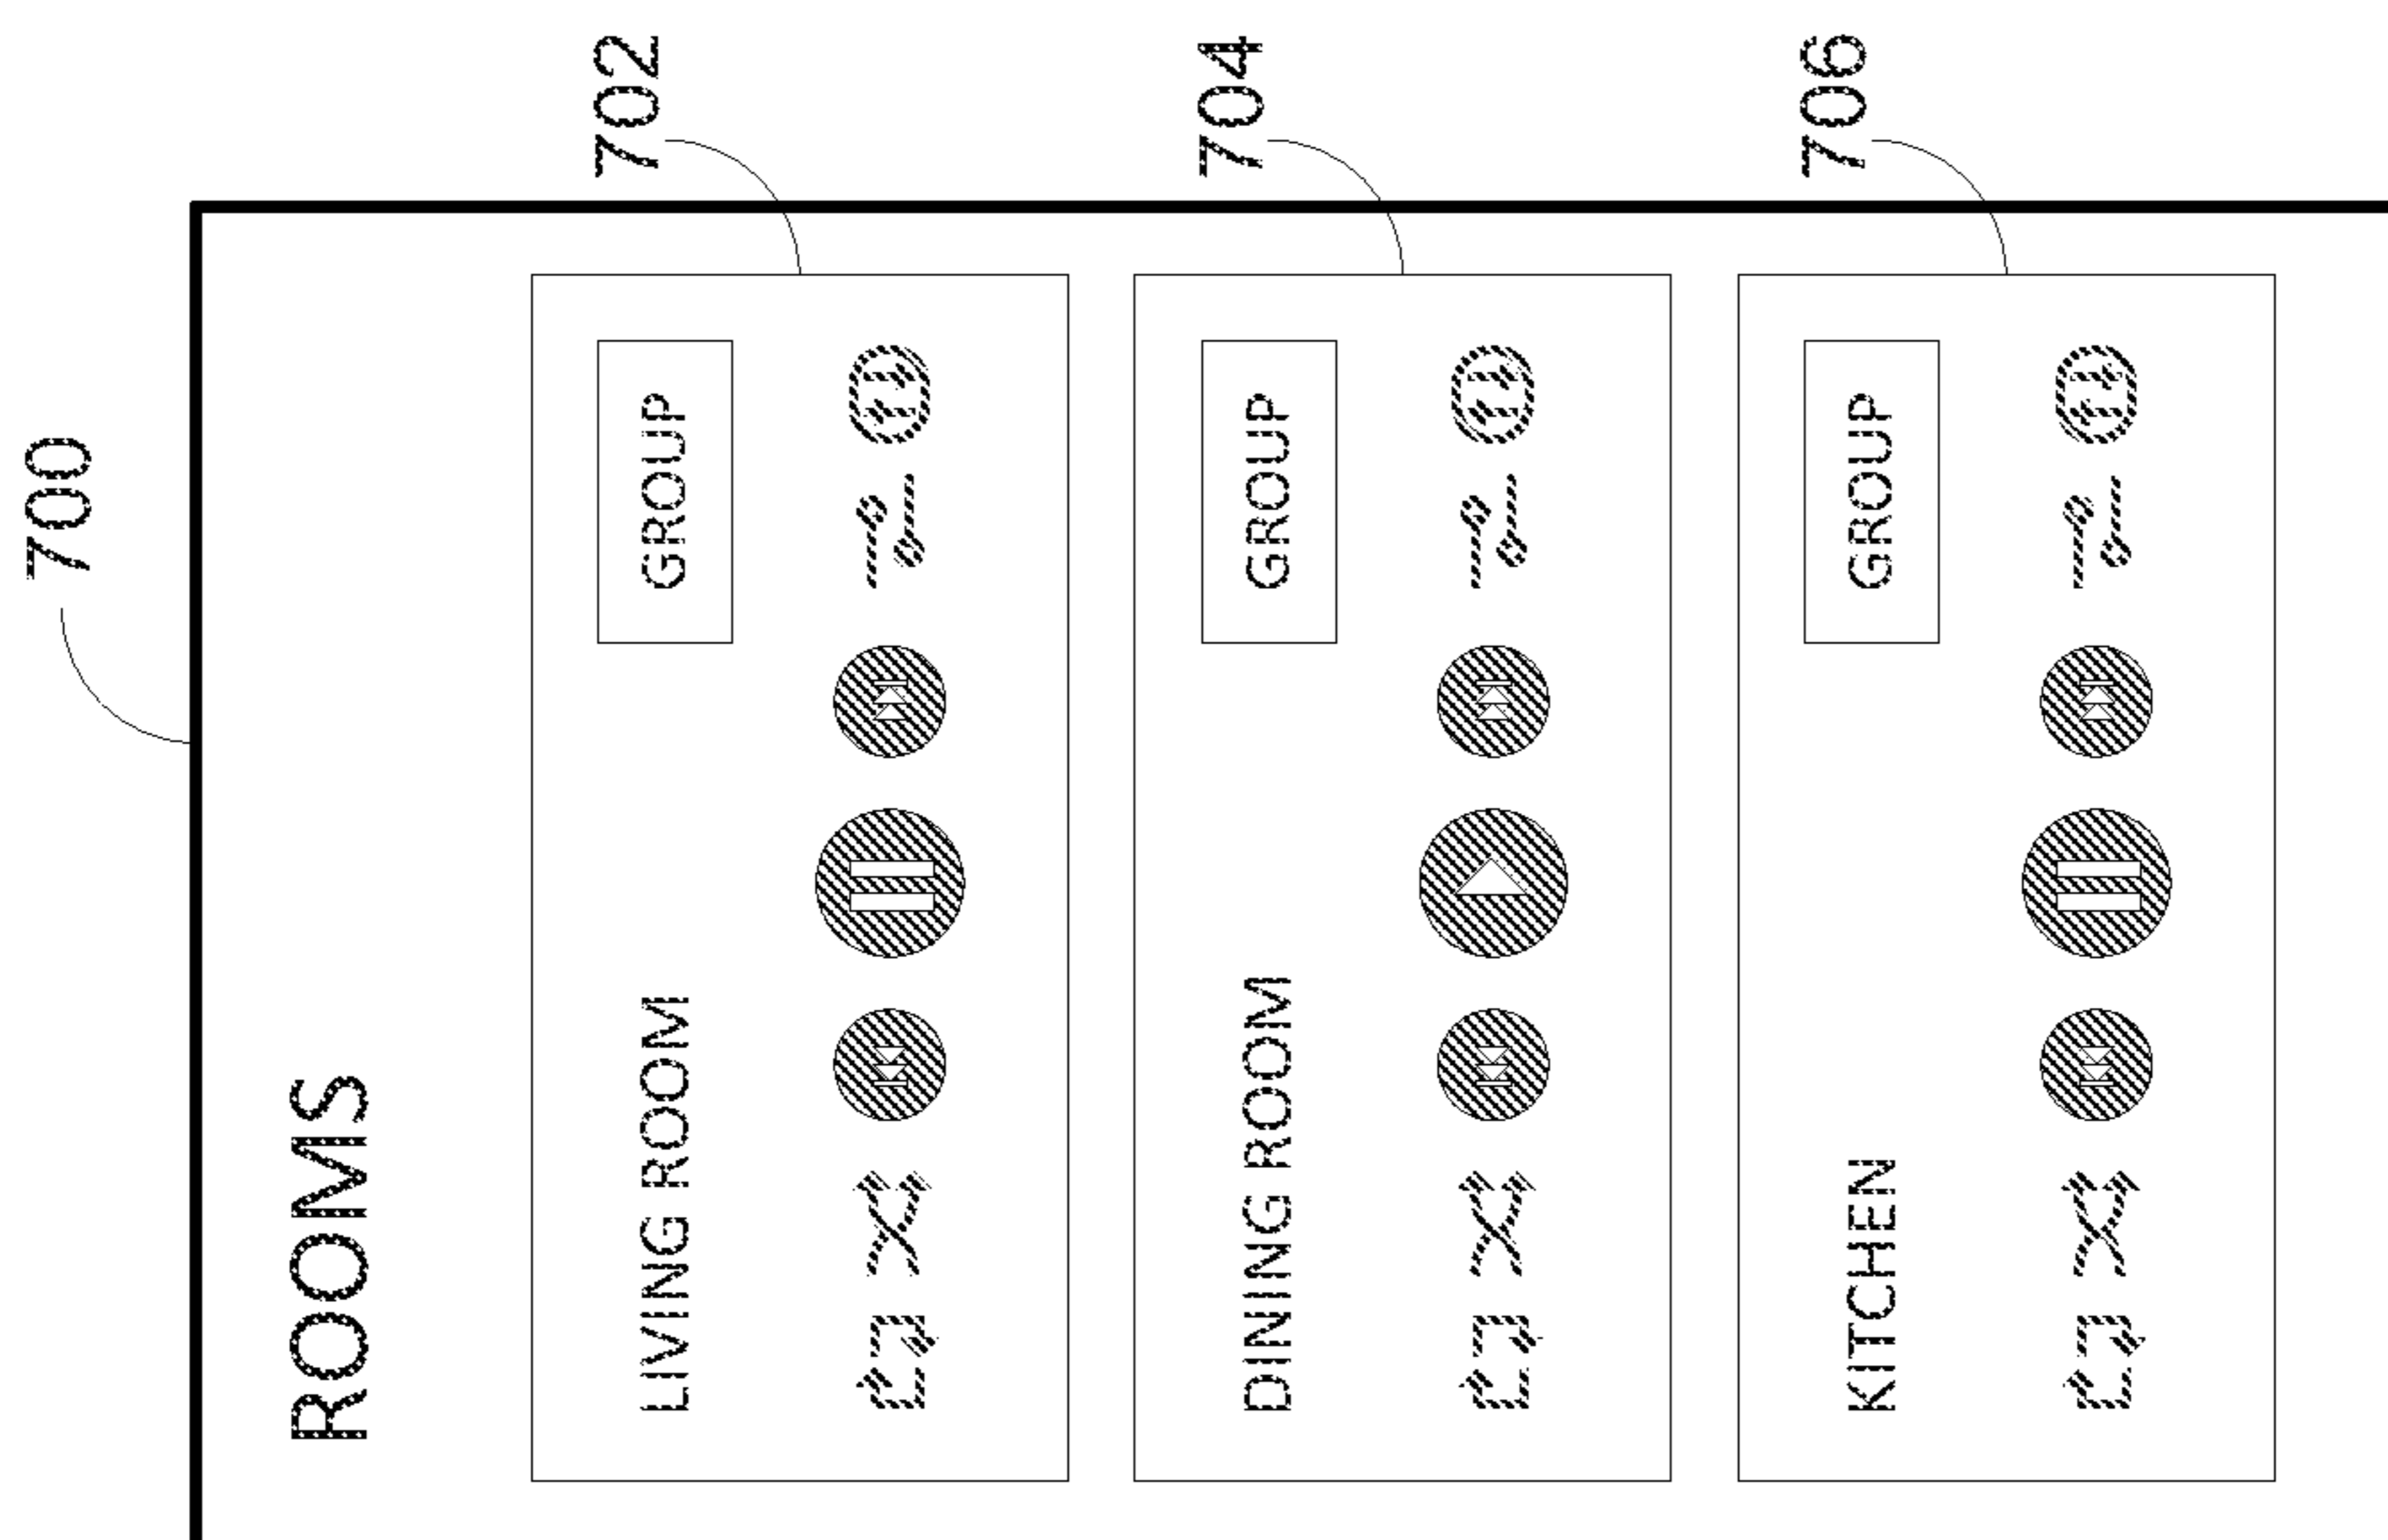 700
ROOMS
702
LIVING ROOM
GROUP
704
DINING ROOM
GROUP
706
KITCHEN
GROUP